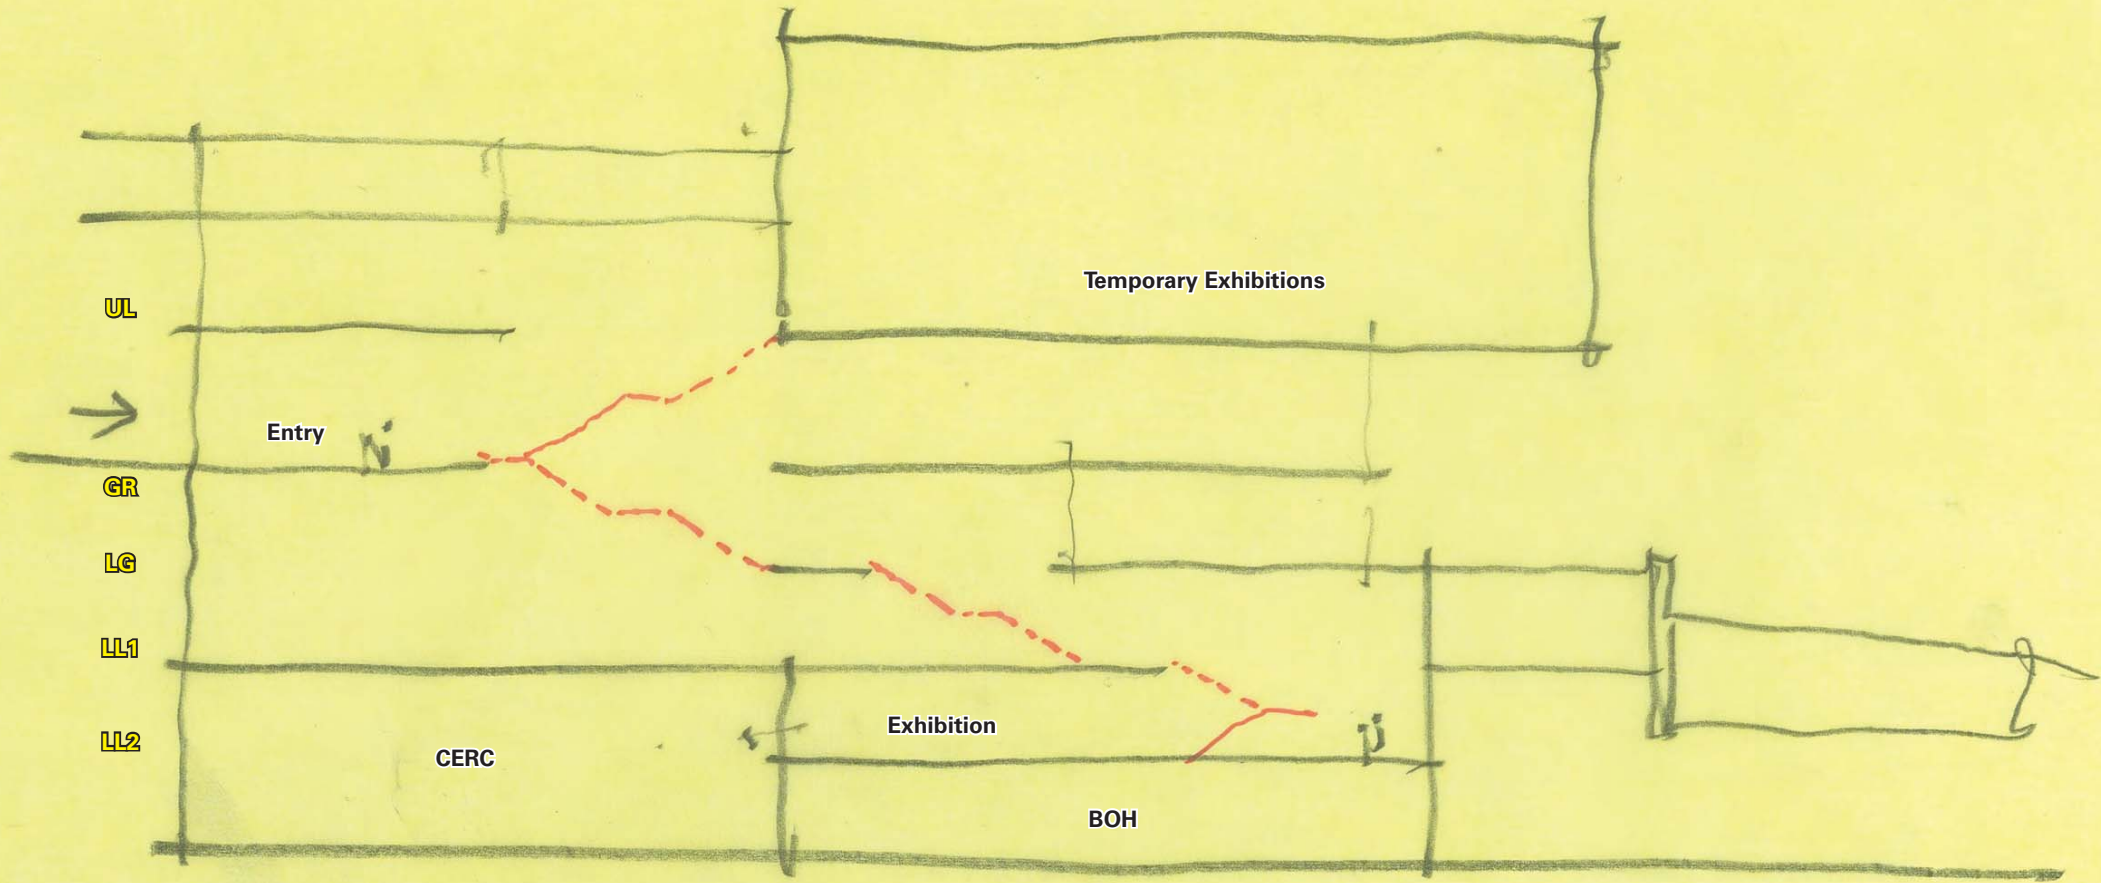 Temporary Exhibitions
UL
Entry
GR
LG
LL1
Exhibition
LL2
CERC
BOH